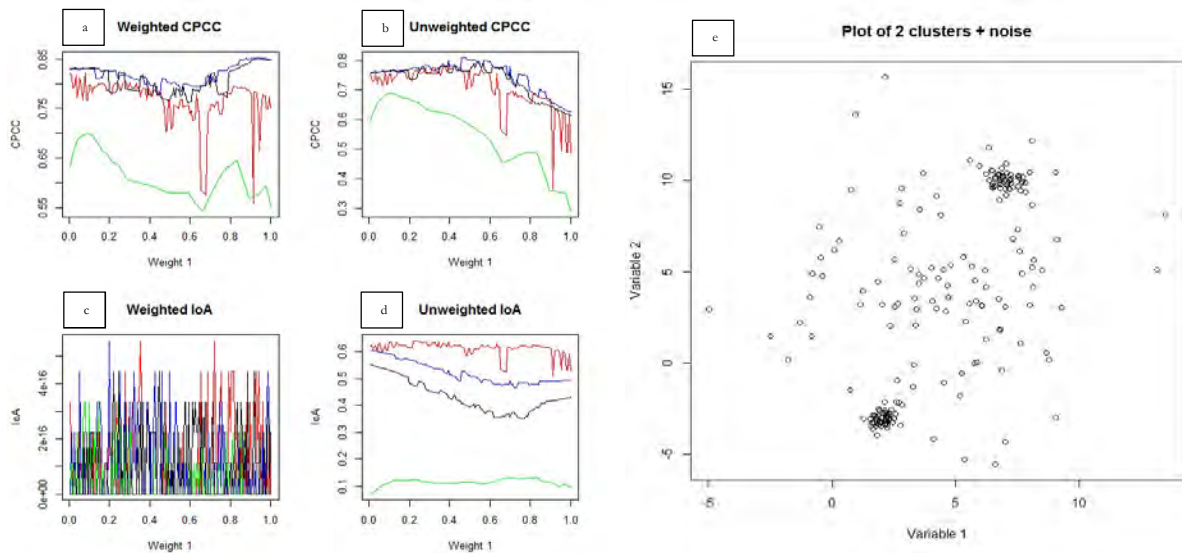 a
Weighted CPCC
CPCC
0.55
0.65
0.75
0.85
0.0 0.2 0.4 0.6 0.8 1.0
Weight 1
b
Unweighted CPCC
CPCC
0.3
0.4
0.5
0.6
0.7
0.8
0.0 0.2 0.4 0.6 0.8 1.0
Weight 1
c
Weighted IoA
IoA
0e+00
2e-16
4e-16
0.0 0.2 0.4 0.6 0.8 1.0
Weight 1
d
Unweighted IoA
IoA
0.1
0.2
0.3
0.4
0.5
0.6
0.0 0.2 0.4 0.6 0.8 1.0
Weight 1
e
Plot of 2 clusters + noise
Variable 2
-5
0
5
10
15
-5 0 5 10
Variable 1